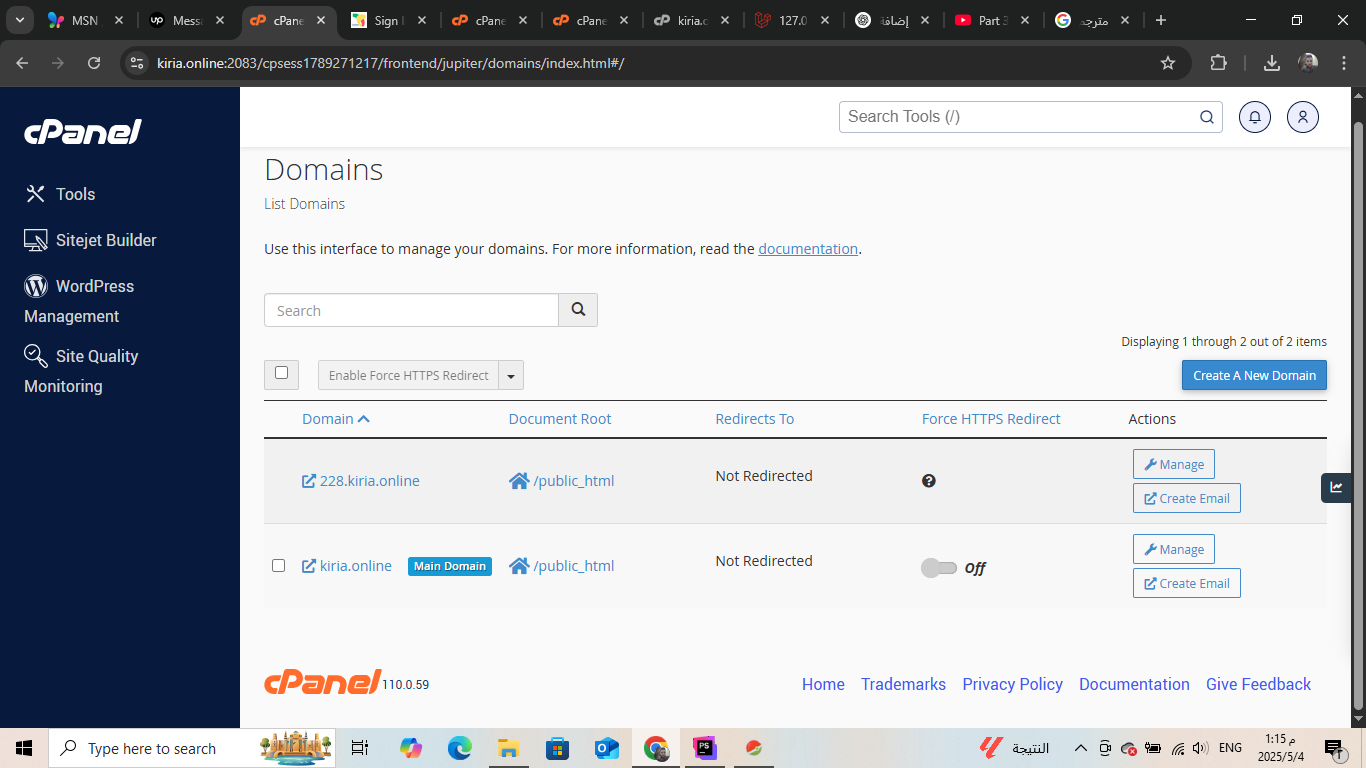 MSN
Messa
cPane
Sign I
cPane
cPane
kiria.c
127.0
إضافة
Part 3
مترجم
kiria.online:2083/cpsess1789271217/frontend/jupiter/domains/index.html#/
cPanel
Search Tools (/)
Tools
Sitejet Builder
WordPress
Management
Site Quality
Monitoring
Domains
List Domains
Use this interface to manage your domains. For more information, read the documentation.
Search
Displaying 1 through 2 out of 2 items
Enable Force HTTPS Redirect
Create A New Domain
Domain Document Root Redirects To Force HTTPS Redirect Actions
228.kiria.online /public_html Not Redirected Manage
Create Email
kiria.online Main Domain /public_html Not Redirected Off Manage
Create Email
cPanel 110.0.59
Home Trademarks Privacy Policy Documentation Give Feedback
Type here to search
النتيجة
ENG
1:15 م
2025/5/4